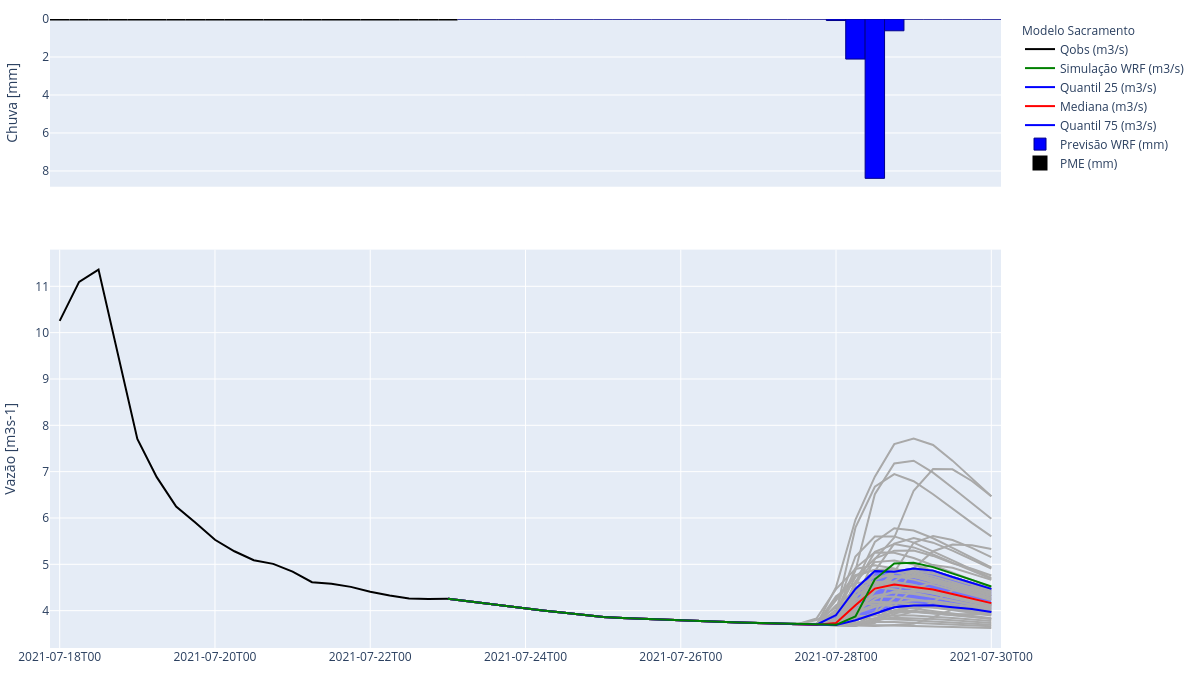 0
2
4
6
8
Chuva [mm]
Modelo Sacramento
Qobs (m3/s)
Simulação WRF (m3/s)
Quantil 25 (m3/s)
Mediana (m3/s)
Quantil 75 (m3/s)
Previsão WRF (mm)
PME (mm)
11
10
9
8
7
6
5
4
Vazão [m3s-1]
2021-07-18T00 2021-07-20T00 2021-07-22T00 2021-07-24T00 2021-07-26T00 2021-07-28T00 2021-07-30T00